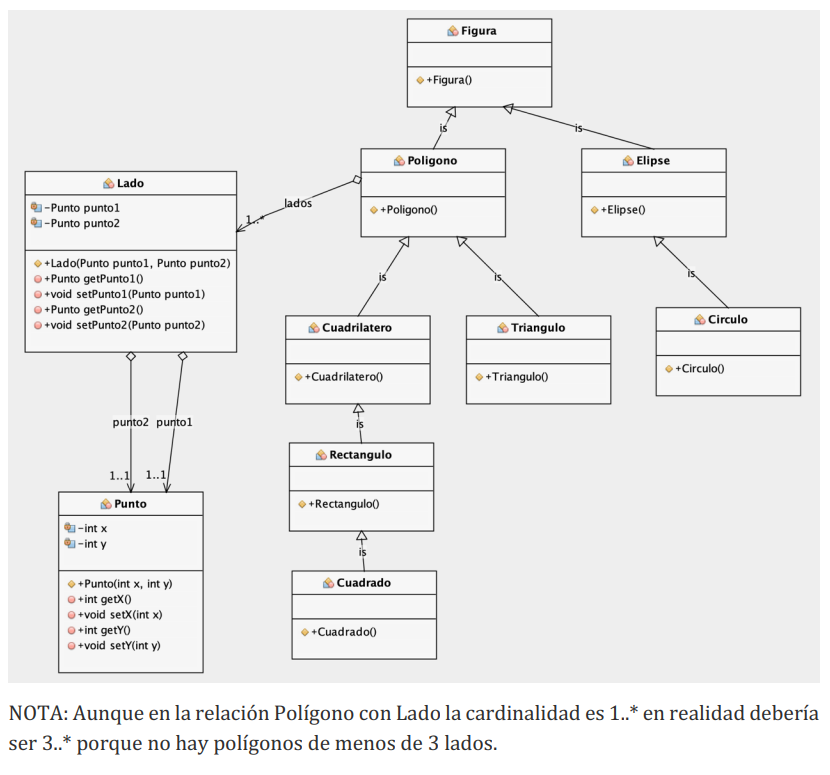 Figura
+Figura()
is
is
Poligono
+Poligono()
Elipse
+Elipse()
Lado
-Punto punto1
-Punto punto2
+Lado(Punto punto1, Punto punto2)
+Punto getPunto1()
+void setPunto1(Punto punto1)
+Punto getPunto2()
+void setPunto2(Punto punto2)
lados
1..*
is
is
is
Cuadrilatero
+Cuadrilatero()
Triangulo
+Triangulo()
Circulo
+Circulo()
punto2
punto1
1..1
1..1
is
Rectangulo
+Rectangulo()
Punto
-int x
-int y
+Punto(int x, int y)
+int getX()
+void setX(int x)
+int getY()
+void setY(int y)
is
Cuadrado
+Cuadrado()
NOTA: Aunque en la relación Polígono con Lado la cardinalidad es 1..* en realidad debería
ser 3..* porque no hay polígonos de menos de 3 lados.